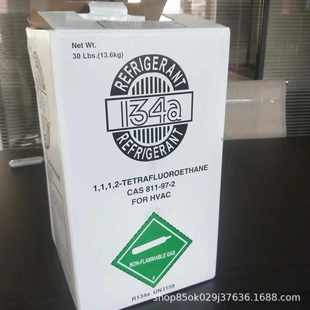 Net Wt.
30 Lbs.(13.6kg)
REFRIGERANT
134a
REFRIGERANT
1,1,1,2-TETRAFLUOROETHANE
CAS 811-97-2
FOR HVAC
NON-FLAMMABLE GAS
2
R134a UN3159
shop85ok029j37636.1688.com